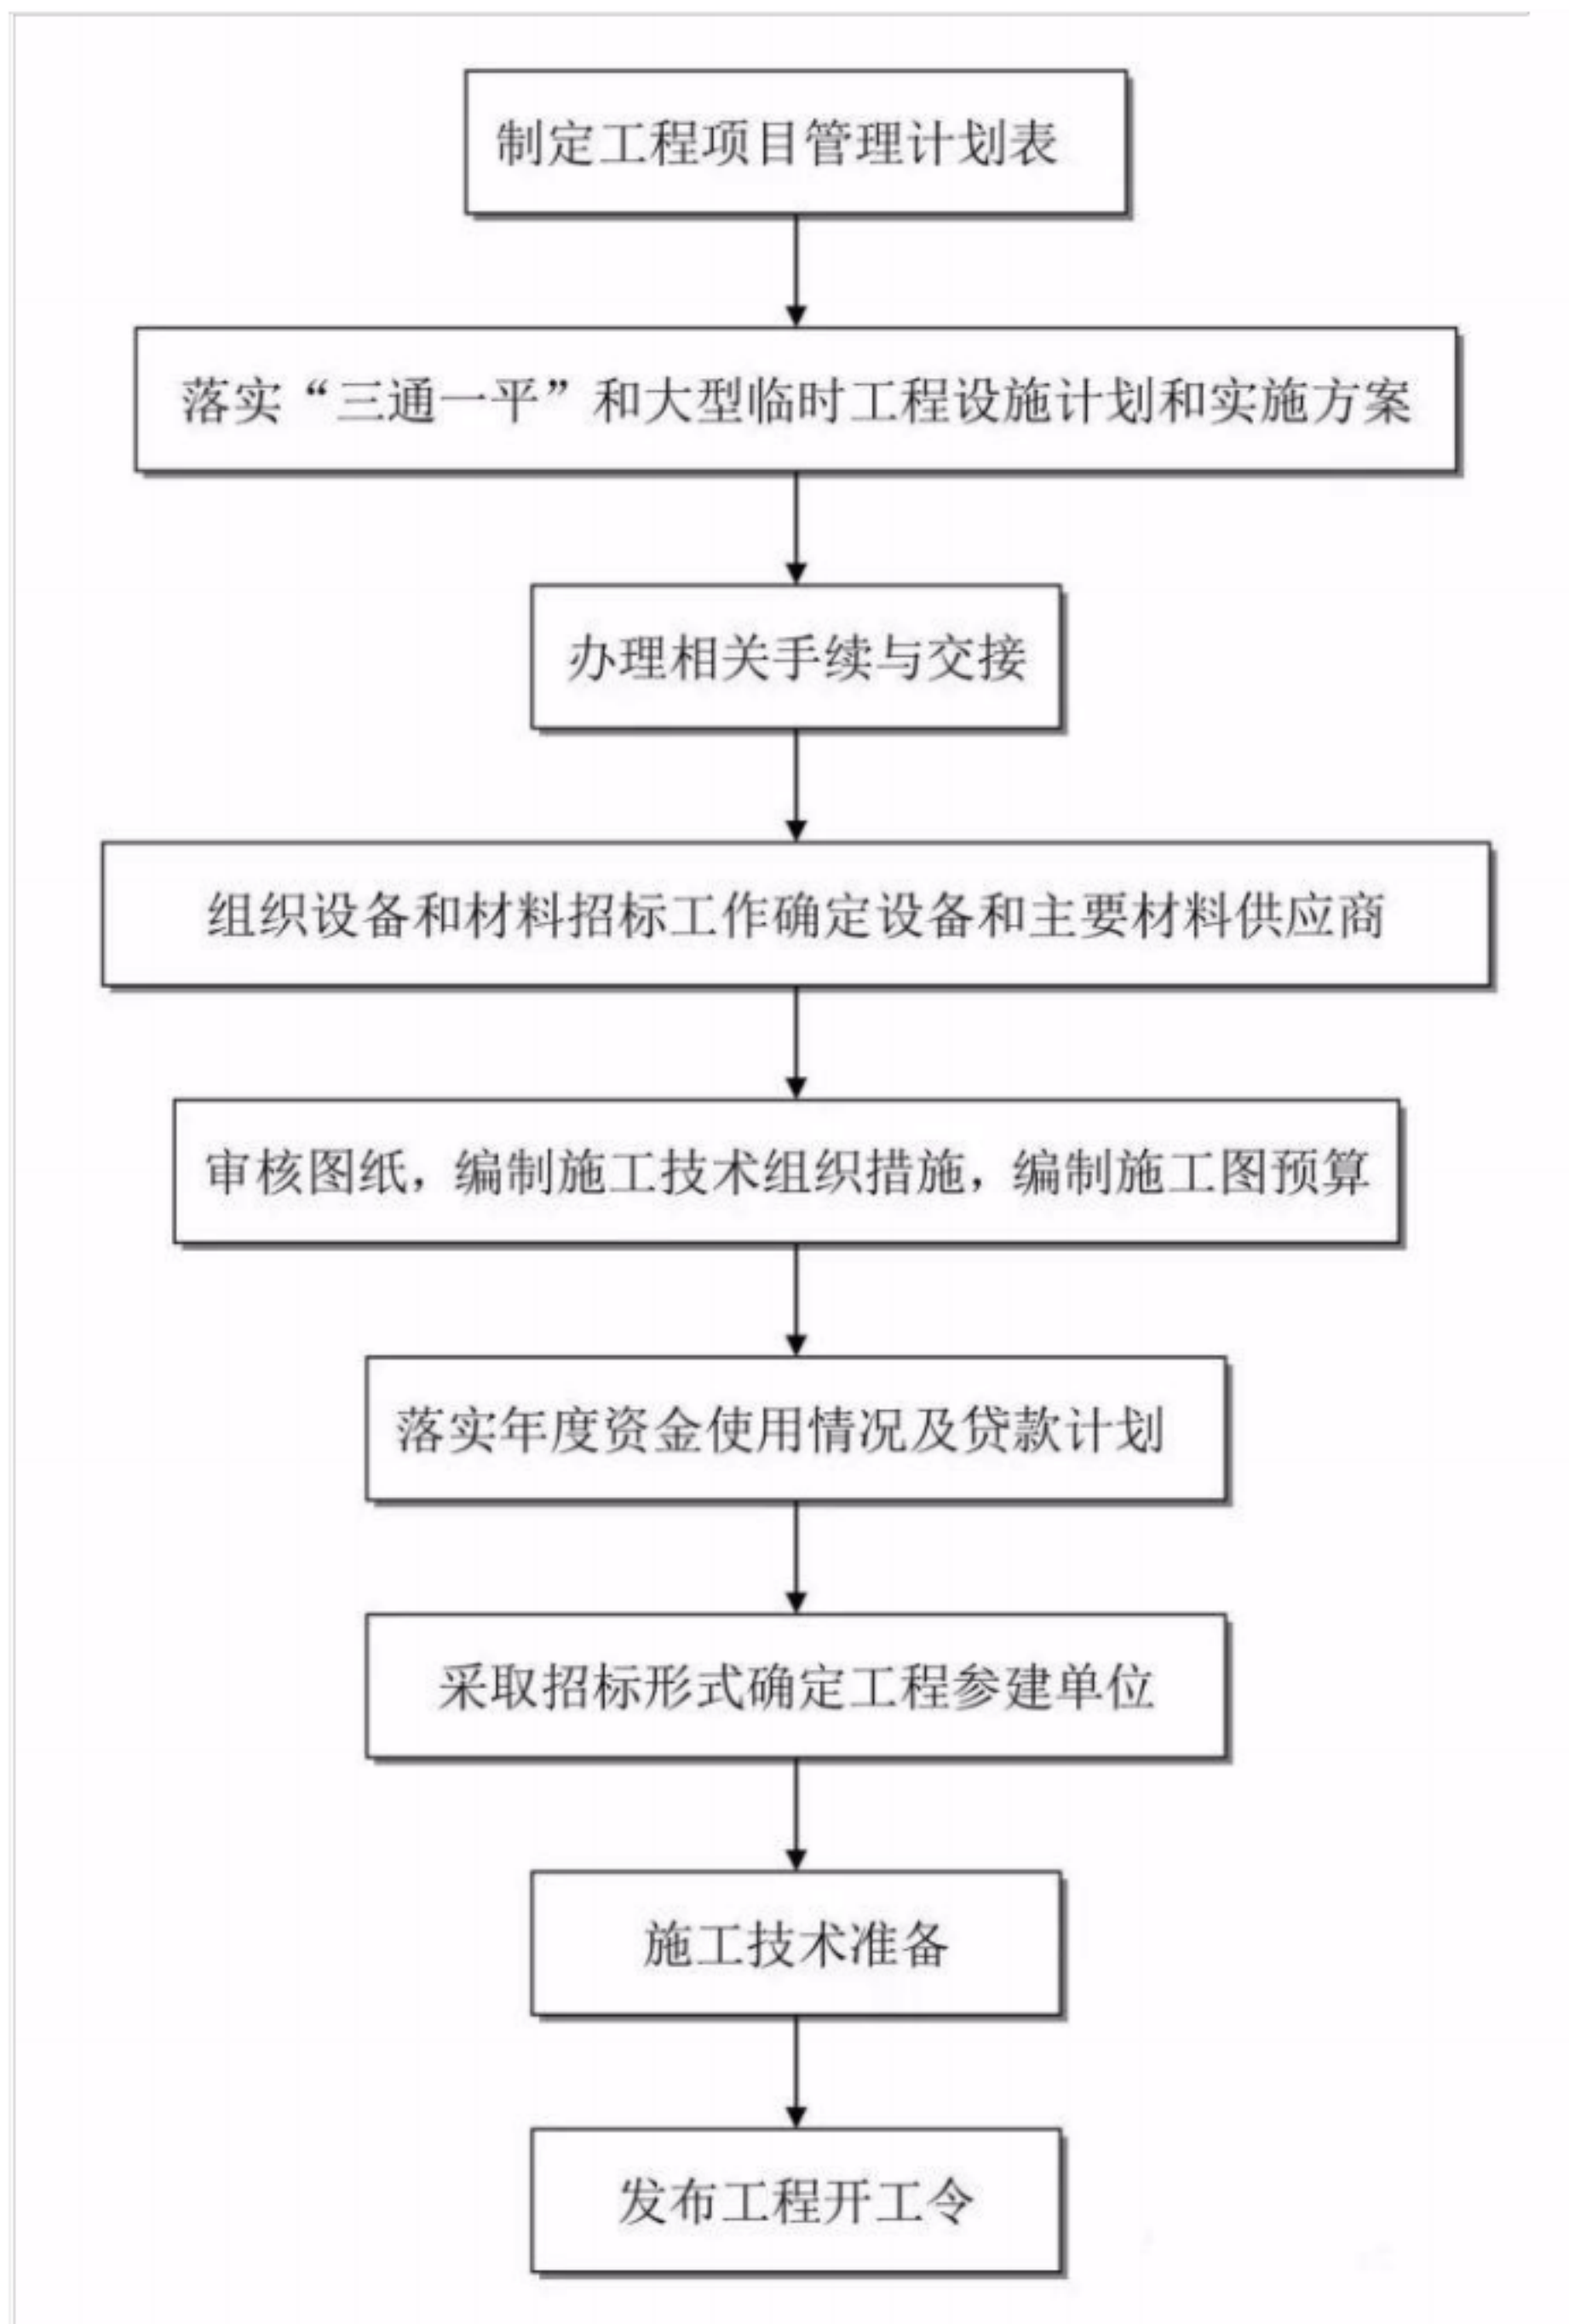 制定工程项目管理计划表
落实“三通一平”和大型临时工程设施计划和实施方案
办理相关手续与交接
组织设备和材料招标工作确定设备和主要材料供应商
审核图纸，编制施工技术组织措施，编制施工图预算
落实年度资金使用情况及贷款计划
采取招标形式确定工程参建单位
施工技术准备
发布工程开工令